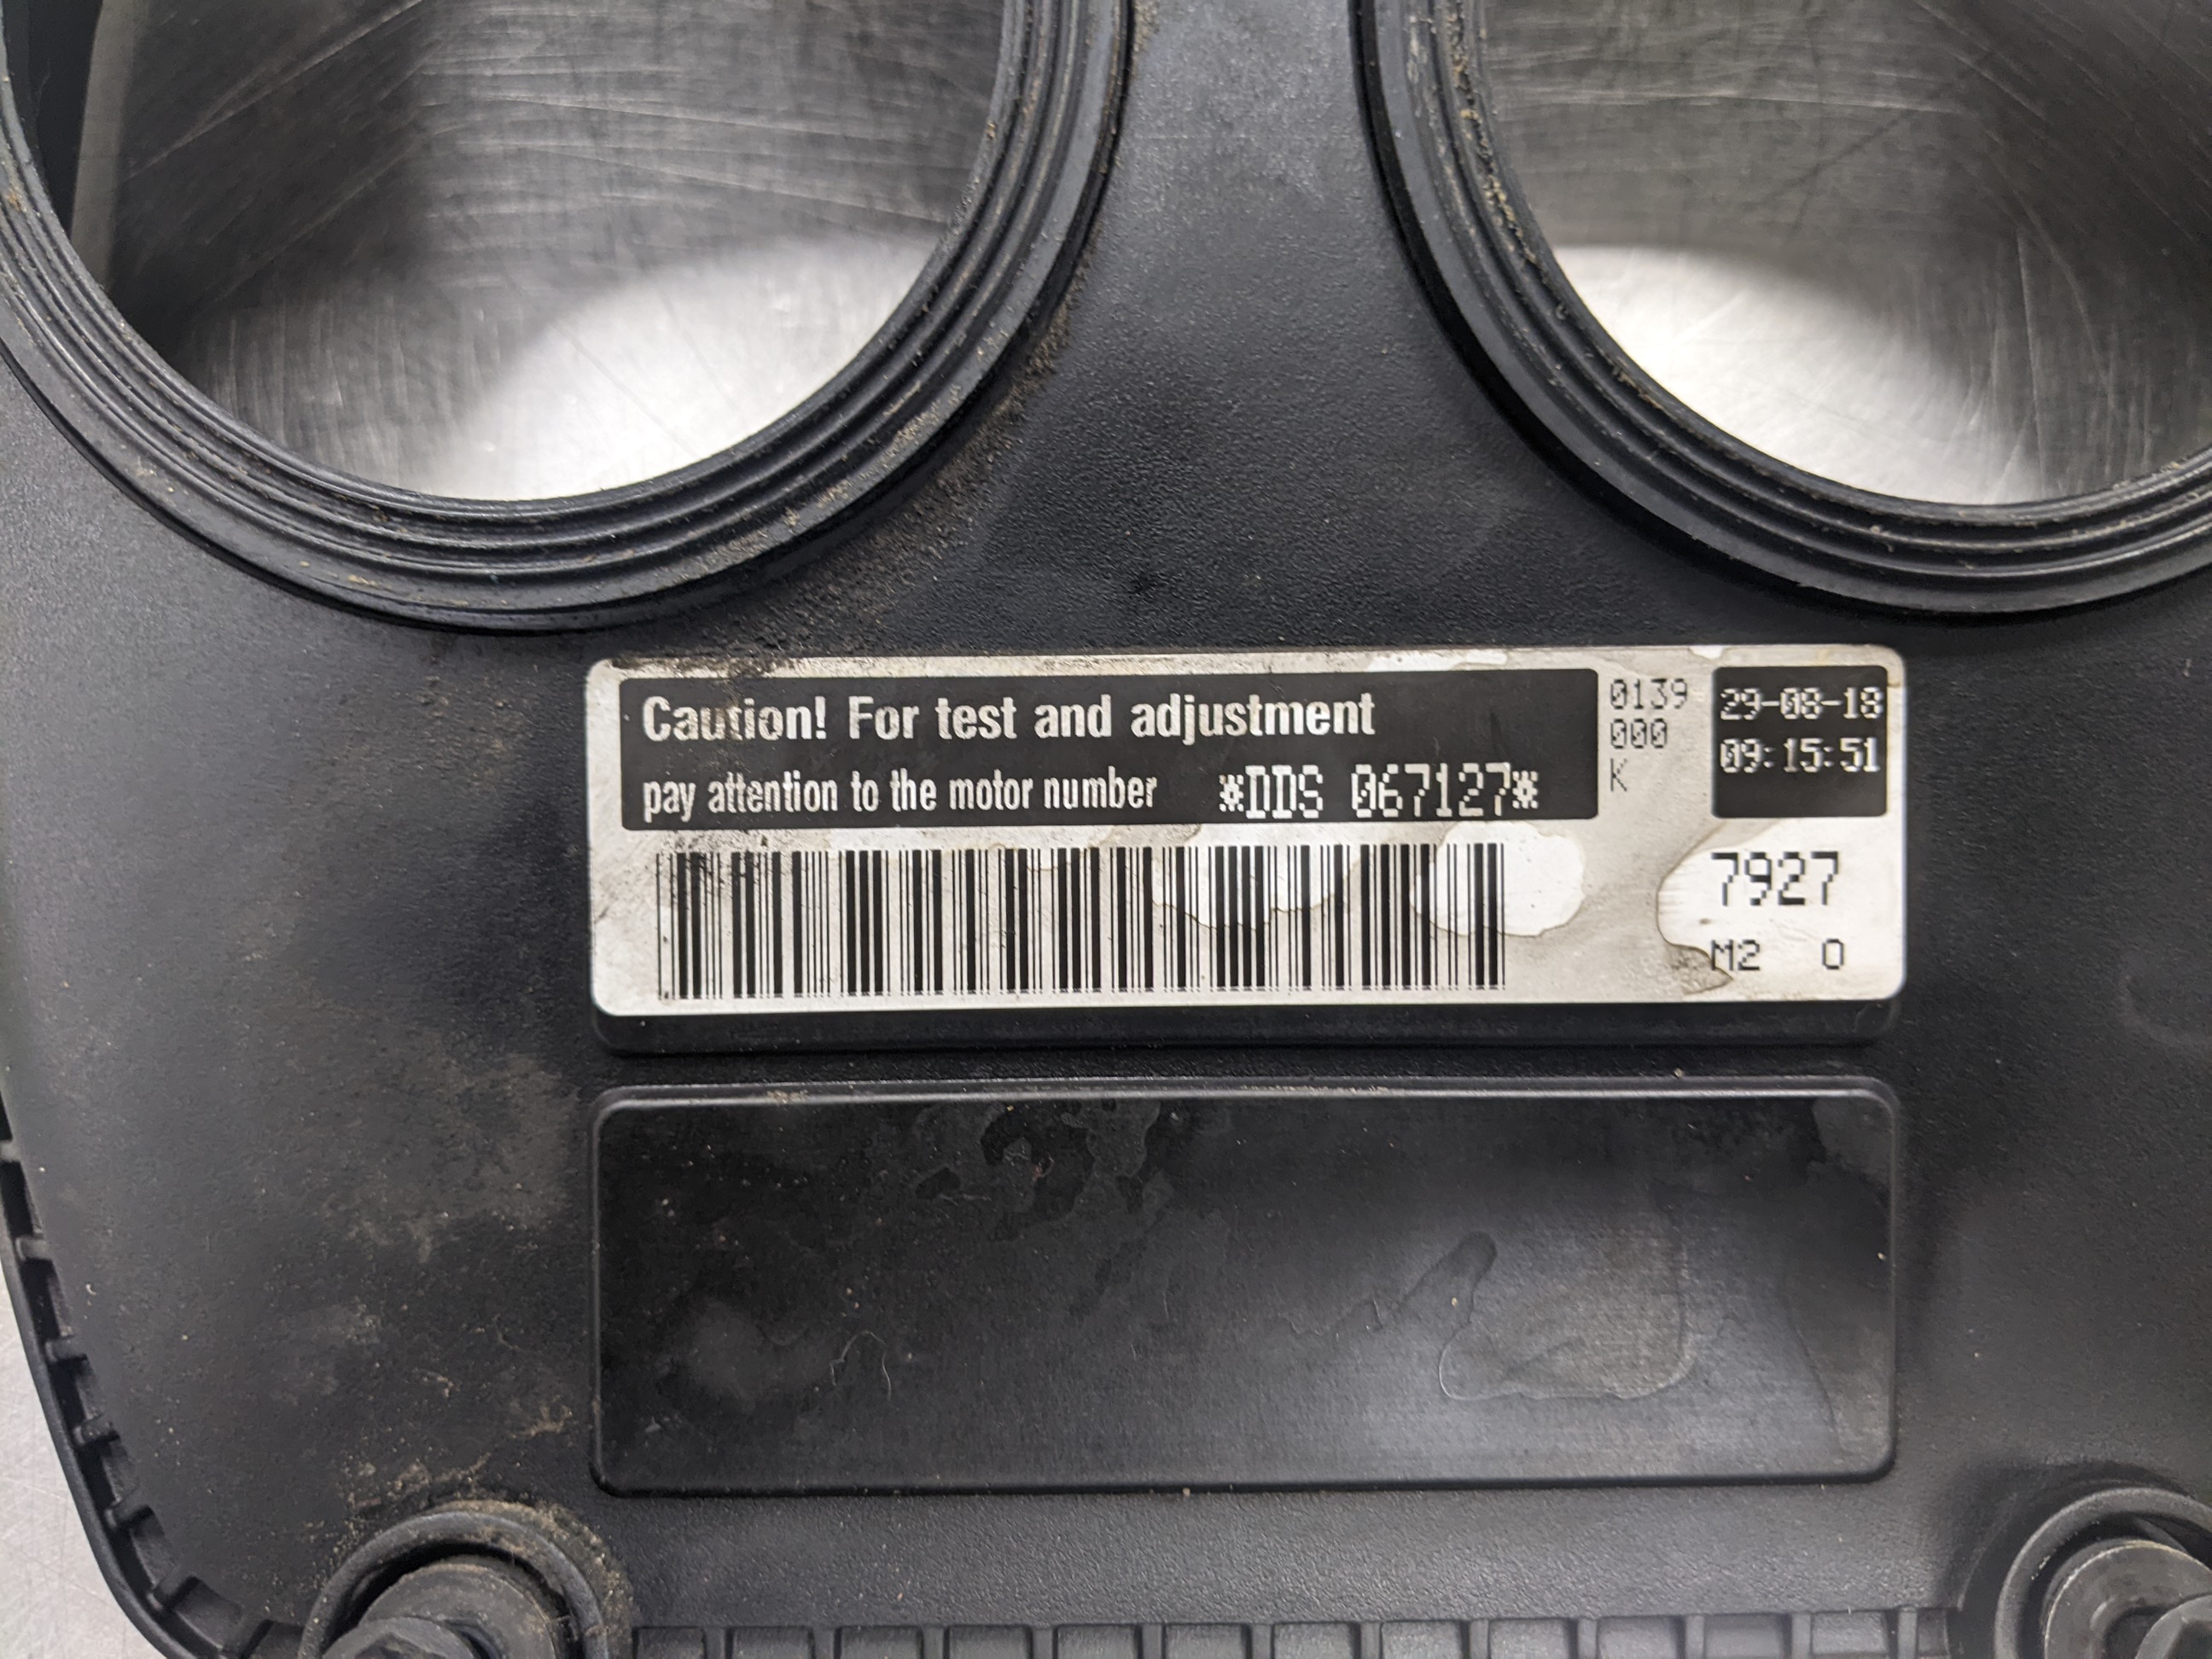 Caution! For test and adjustment
pay attention to the motor number *DDS 067127*
0139
000
K
29-08-18
09:15:51
7927
M2 0